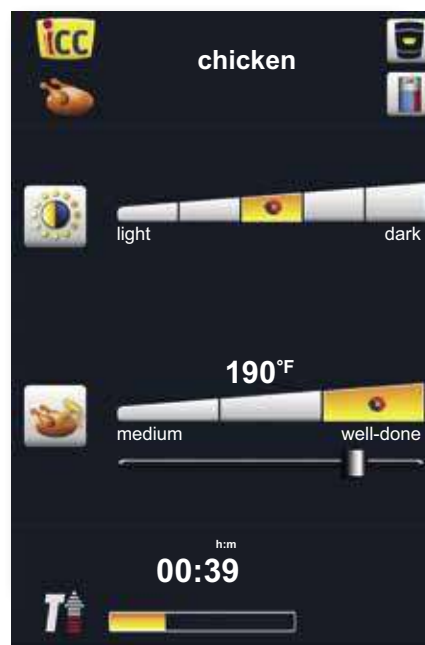 icc
chicken
light
dark
190°F
medium
well-done
h:m
00:39
T